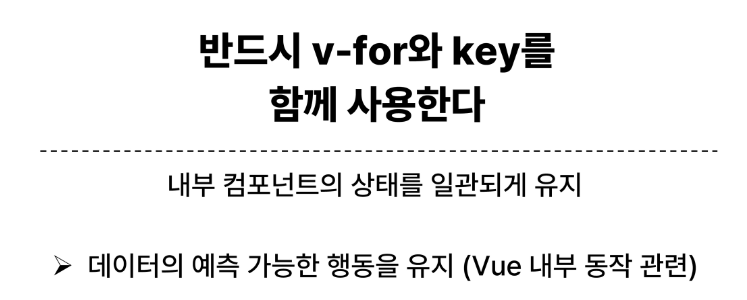 반드시 v-for와 key를
함께 사용한다
내부 컴포넌트의 상태를 일관되게 유지
➢ 데이터의 예측 가능한 행동을 유지 (Vue 내부 동작 관련)